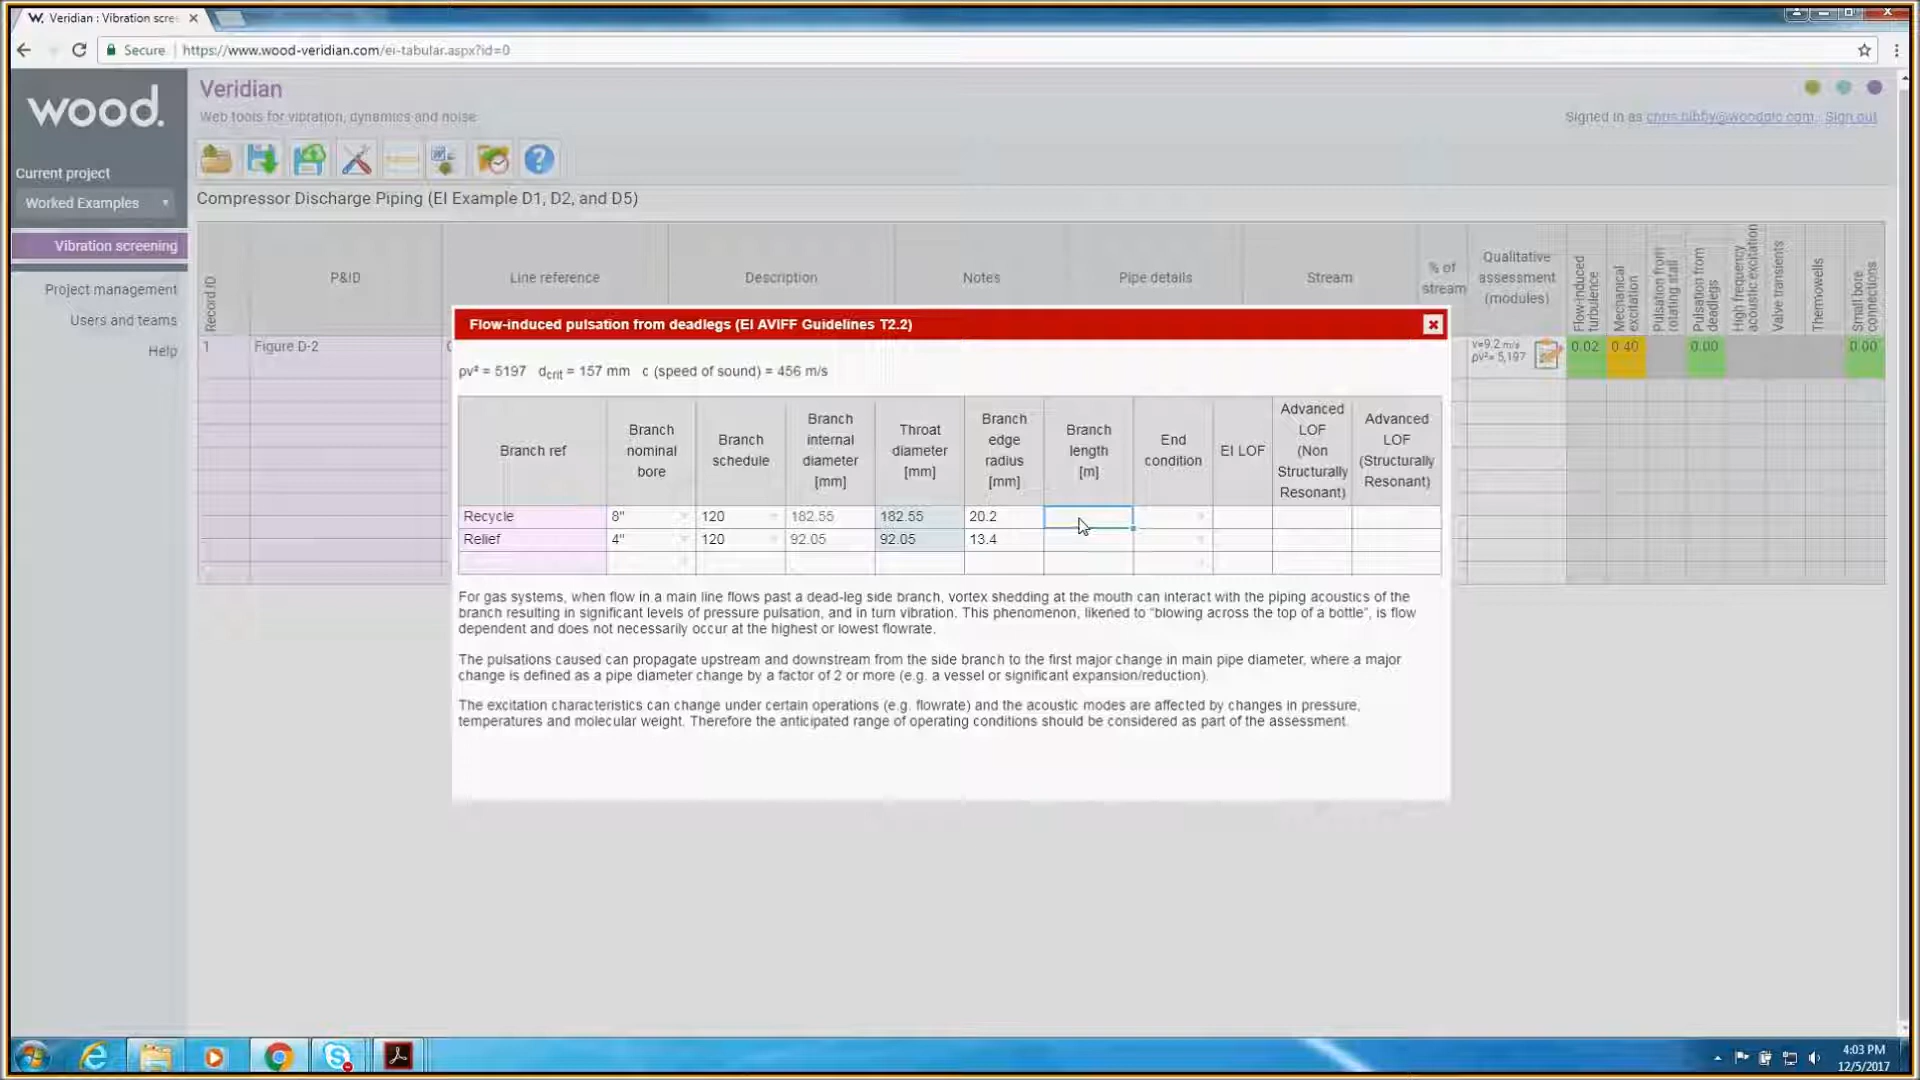 W. Veridian : Vibration scree
Secure
https://www.wood-veridian.com/ei-tabular.aspx?id=0
wood.
Veridian
Web tools for vibration, dynamics and noise
Signed in as chris.bibby@woodplc.com Sign out
Current project
Worked Examples
Vibration screening
Project management
Users and teams
Help
Compressor Discharge Piping (EI Example D1, D2, and D5)
Record ID
P&ID
Line reference
Description
Notes
Pipe details
Stream
% of
stream
Qualitative
assessment
(modules)
Flow-induced
turbulence
Mechanical
excitation
Pulsation from
rotating stall
Pulsation from
deadlegs
High frequency
acoustic excitation
Valve transients
Thermowells
Small bore
connections
1
Figure D-2
v=9.2 m/s
ρv²= 5,197
0.02
0.40
0.00
0.00
Flow-induced pulsation from deadlegs (EI AVIFF Guidelines T2.2)
ρv² = 5197 dcrit = 157 mm c (speed of sound) = 456 m/s
Branch ref
Branch
nominal
bore
Branch
schedule
Branch
internal
diameter
[mm]
Throat
diameter
[mm]
Branch
edge
radius
[mm]
Branch
length
[m]
End
condition
EI LOF
Advanced
LOF
(Non
Structurally
Resonant)
Advanced
LOF
(Structurally
Resonant)
Recycle 8" 120 182.55 182.55 20.2
Relief 4" 120 92.05 92.05 13.4
For gas systems, when flow in a main line flows past a dead-leg side branch, vortex shedding at the mouth can interact with the piping acoustics of the
branch resulting in significant levels of pressure pulsation, and in turn vibration. This phenomenon, likened to "blowing across the top of a bottle", is flow
dependent and does not necessarily occur at the highest or lowest flowrate.
The pulsations caused can propagate upstream and downstream from the side branch to the first major change in main pipe diameter, where a major
change is defined as a pipe diameter change by a factor of 2 or more (e.g. a vessel or significant expansion/reduction).
The excitation characteristics can change under certain operations (e.g. flowrate) and the acoustic modes are affected by changes in pressure,
temperatures and molecular weight. Therefore the anticipated range of operating conditions should be considered as part of the assessment.
4:03 PM
12/5/2017